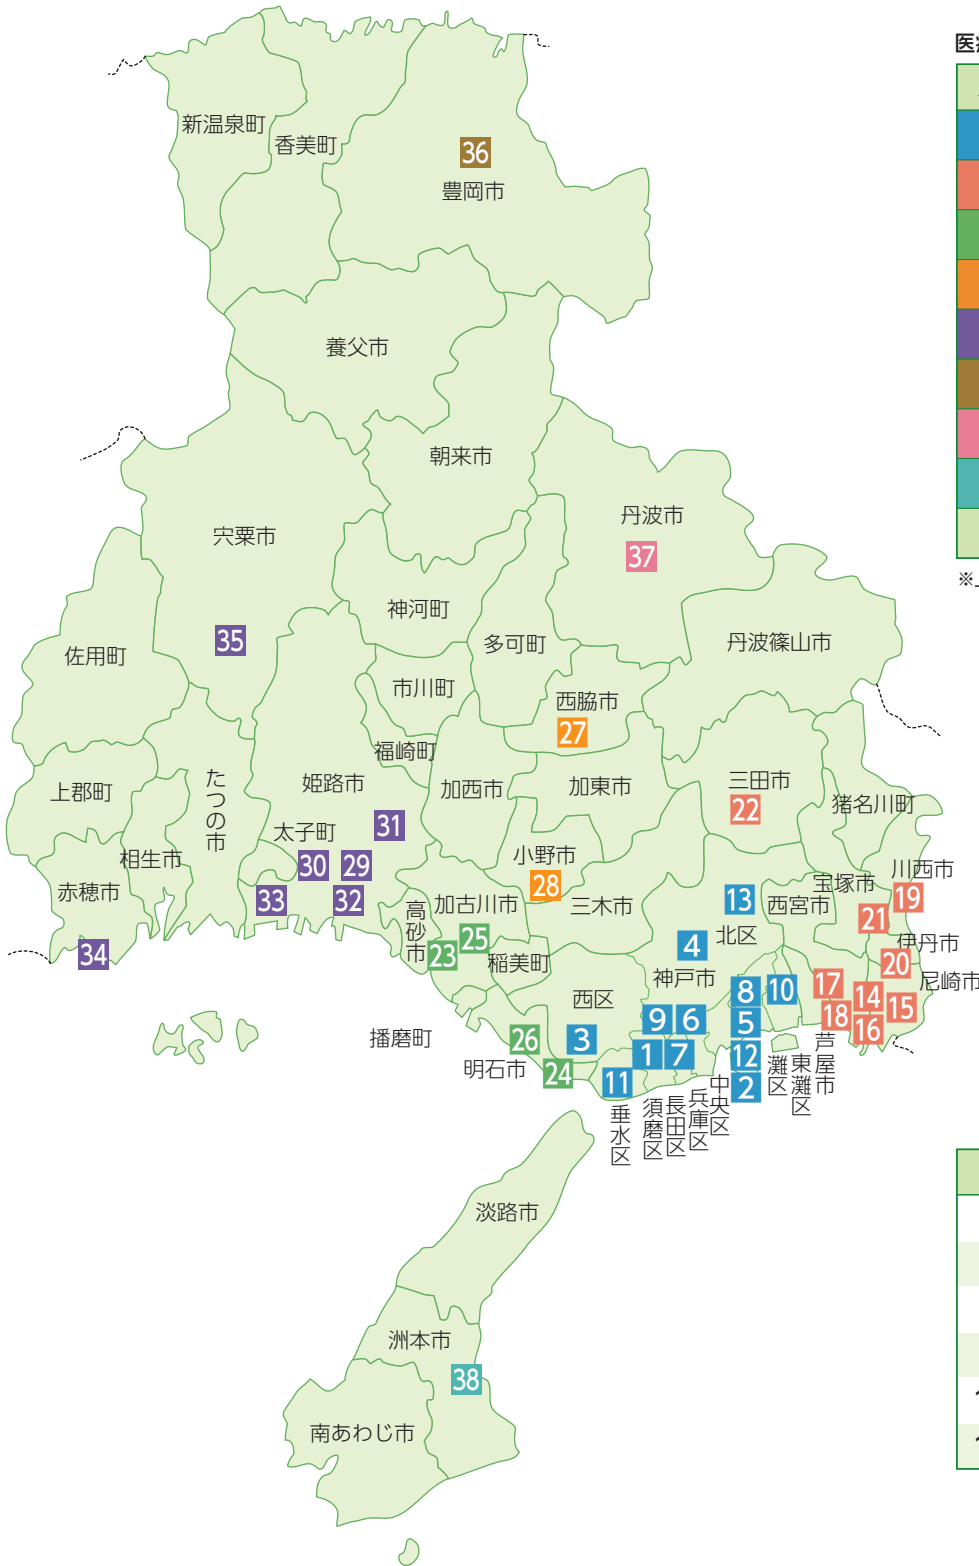 医
新温泉町
香美町
36
豊岡市
養父市
朝来市
宍粟市
丹波市
37
※
神河町
35
佐用町
多可町
丹波篠山市
市川町
西脇市
27
福崎町
上郡町
たつの市
姫路市
加西市
加東市
三田市
22
猪名川町
31
太子町
相生市
30
29
小野市
28
赤穂市
33
32
高砂市
加古川市
三木市
13
西宮市
宝塚市
川西市
19
21
北区
34
23
25
稲美町
4
神戸市
伊丹市
20
尼崎市
西区
8
10
17
14
15
9
6
5
18
16
播磨町
26
3
1
7
12
明石市
24
11
2
垂水区
須磨区
長田区
兵庫区
中央区
灘区
東灘区
芦屋市
淡路市
洲本市
38
南あわじ市